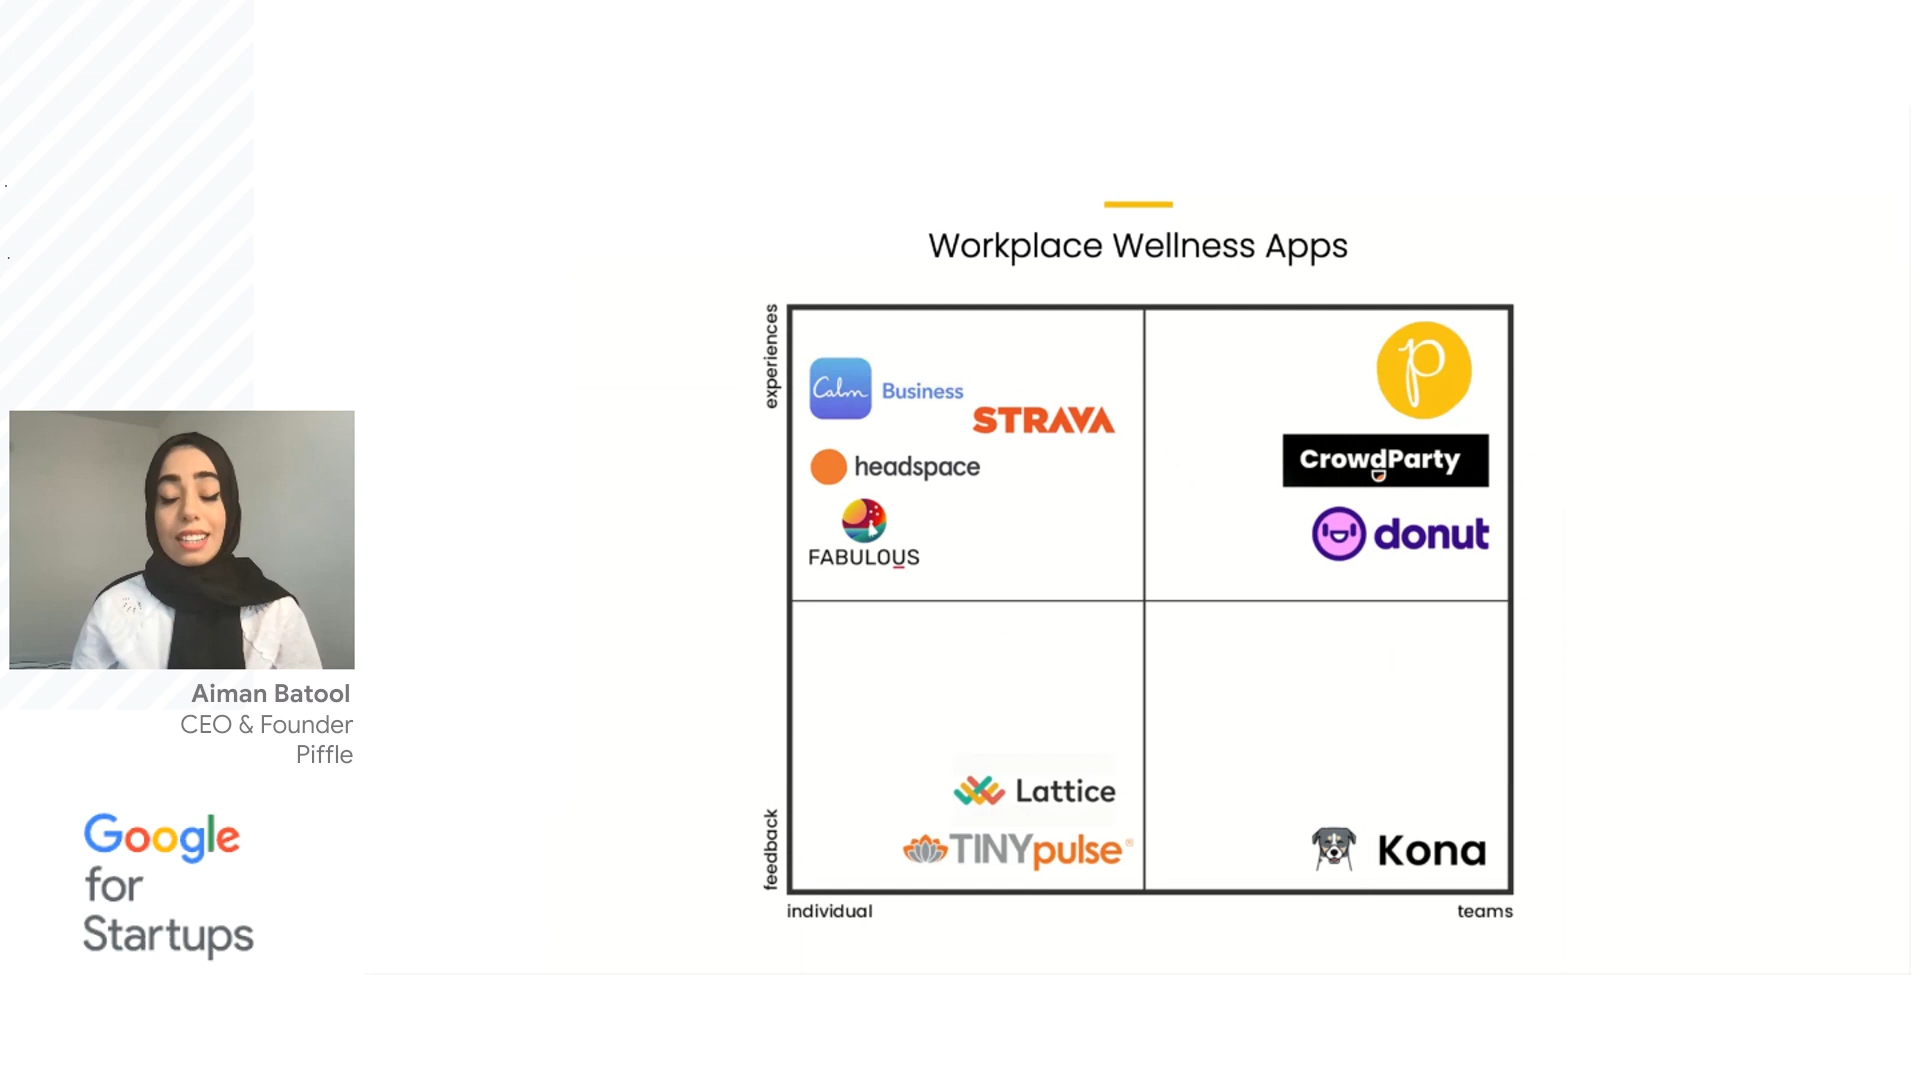 Workplace Wellness Apps
experiences
Calm Business
STRAVA
headspace
FABULOUS
p
CrowdParty
donut
Lattice
TINYpulse®
Kona
feedback
individual
teams
Aiman Batool
CEO & Founder
Piffle
Google
for
Startups